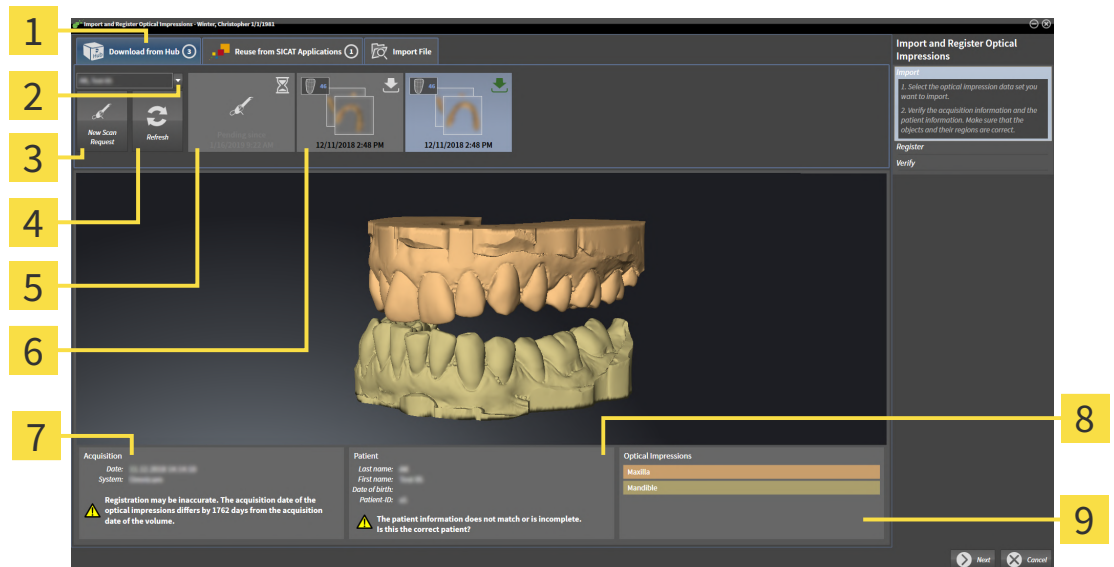 Import and Register Optical Impressions - Winter, Christopher 1/1/1981
1
2
3
4
5
6
7
8
9
Download from Hub 3
Reuse from SICAT Applications 1
Import File
New Scan
Request
Refresh
46
12/11/2018 2:48 PM
46
12/11/2018 2:48 PM
Import and Register Optical
Impressions
Import
1. Select the optical impression data set you
want to import.
2. Verify the acquisition information and the
patient information. Make sure that the
objects and their regions are correct.
Register
Verify
Acquisition
Date:
System:
Registration may be inaccurate. The acquisition date of the
optical impressions differs by 1762 days from the acquisition
date of the volume.
Patient
Last name:
First name:
Date of birth:
Patient-ID:
The patient information does not match or is incomplete.
Is this the correct patient?
Optical Impressions
Maxilla
Mandible
Next
Cancel